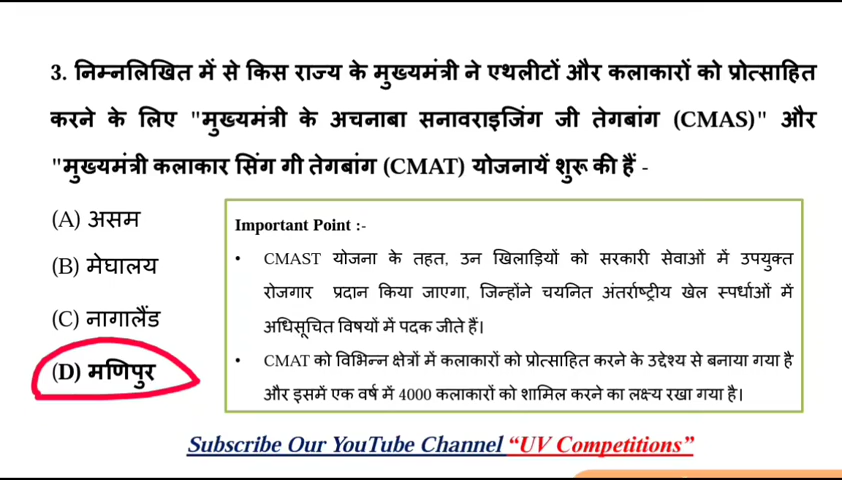 3. निम्नलिखित में से किस राज्य के मुख्यमंत्री ने एथलीटों और कलाकारों को प्रोत्साहित
करने के लिए "मुख्यमंत्री के अचनाबा सनावराइजिंग जी तेगबांग (CMAS)" और
"मुख्यमंत्री कलाकार सिंग गी तेगबांग (CMAT) योजनायें शुरू की हैं -
(A) असम
(B) मेघालय
(C) नागालैंड
(D) मणिपुर
Important Point :-
• CMAST योजना के तहत, उन खिलाड़ियों को सरकारी सेवाओं में उपयुक्त
रोजगार प्रदान किया जाएगा, जिन्होंने चयनित अंतर्राष्ट्रीय खेल स्पर्धाओं में
अधिसूचित विषयों में पदक जीते हैं।
• CMAT को विभिन्न क्षेत्रों में कलाकारों को प्रोत्साहित करने के उद्देश्य से बनाया गया है
और इसमें एक वर्ष में 4000 कलाकारों को शामिल करने का लक्ष्य रखा गया है।
Subscribe Our YouTube Channel “UV Competitions”